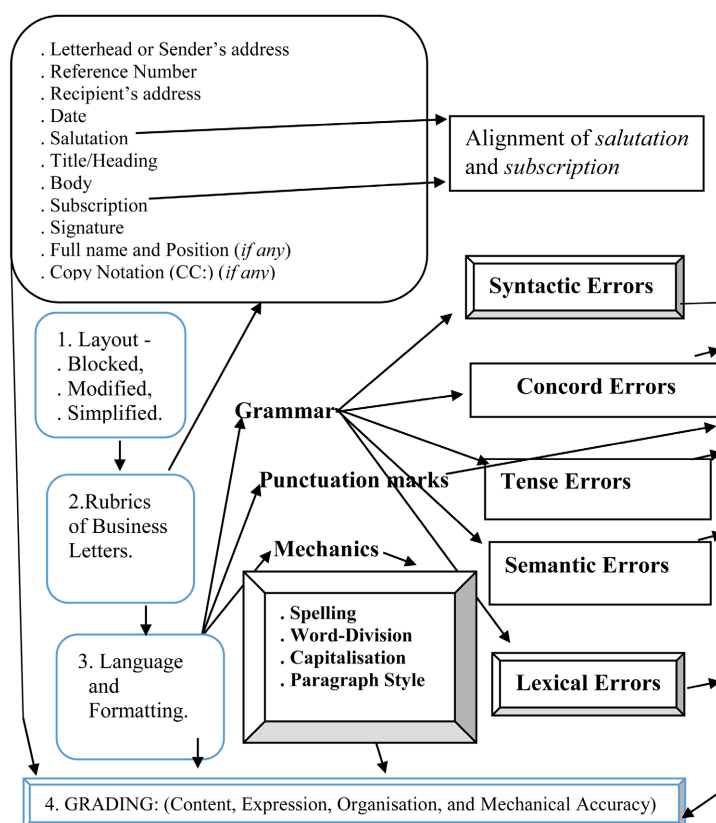 . Letterhead or Sender’s address
. Reference Number
. Recipient’s address
. Date
. Salutation
. Title/Heading
. Body
. Subscription
. Signature
. Full name and Position (if any)
. Copy Notation (CC:) (if any)
Alignment of salutation
and subscription
Syntactic Errors
1. Layout -
. Blocked,
. Modified,
. Simplified.
Concord Errors
Grammar
Punctuation marks
Tense Errors
2.Rubrics
of Business
Letters.
Mechanics
Semantic Errors
. Spelling
. Word-Division
. Capitalisation
. Paragraph Style
3. Language
and
Formatting.
Lexical Errors
4. GRADING: (Content, Expression, Organisation, and Mechanical Accuracy)